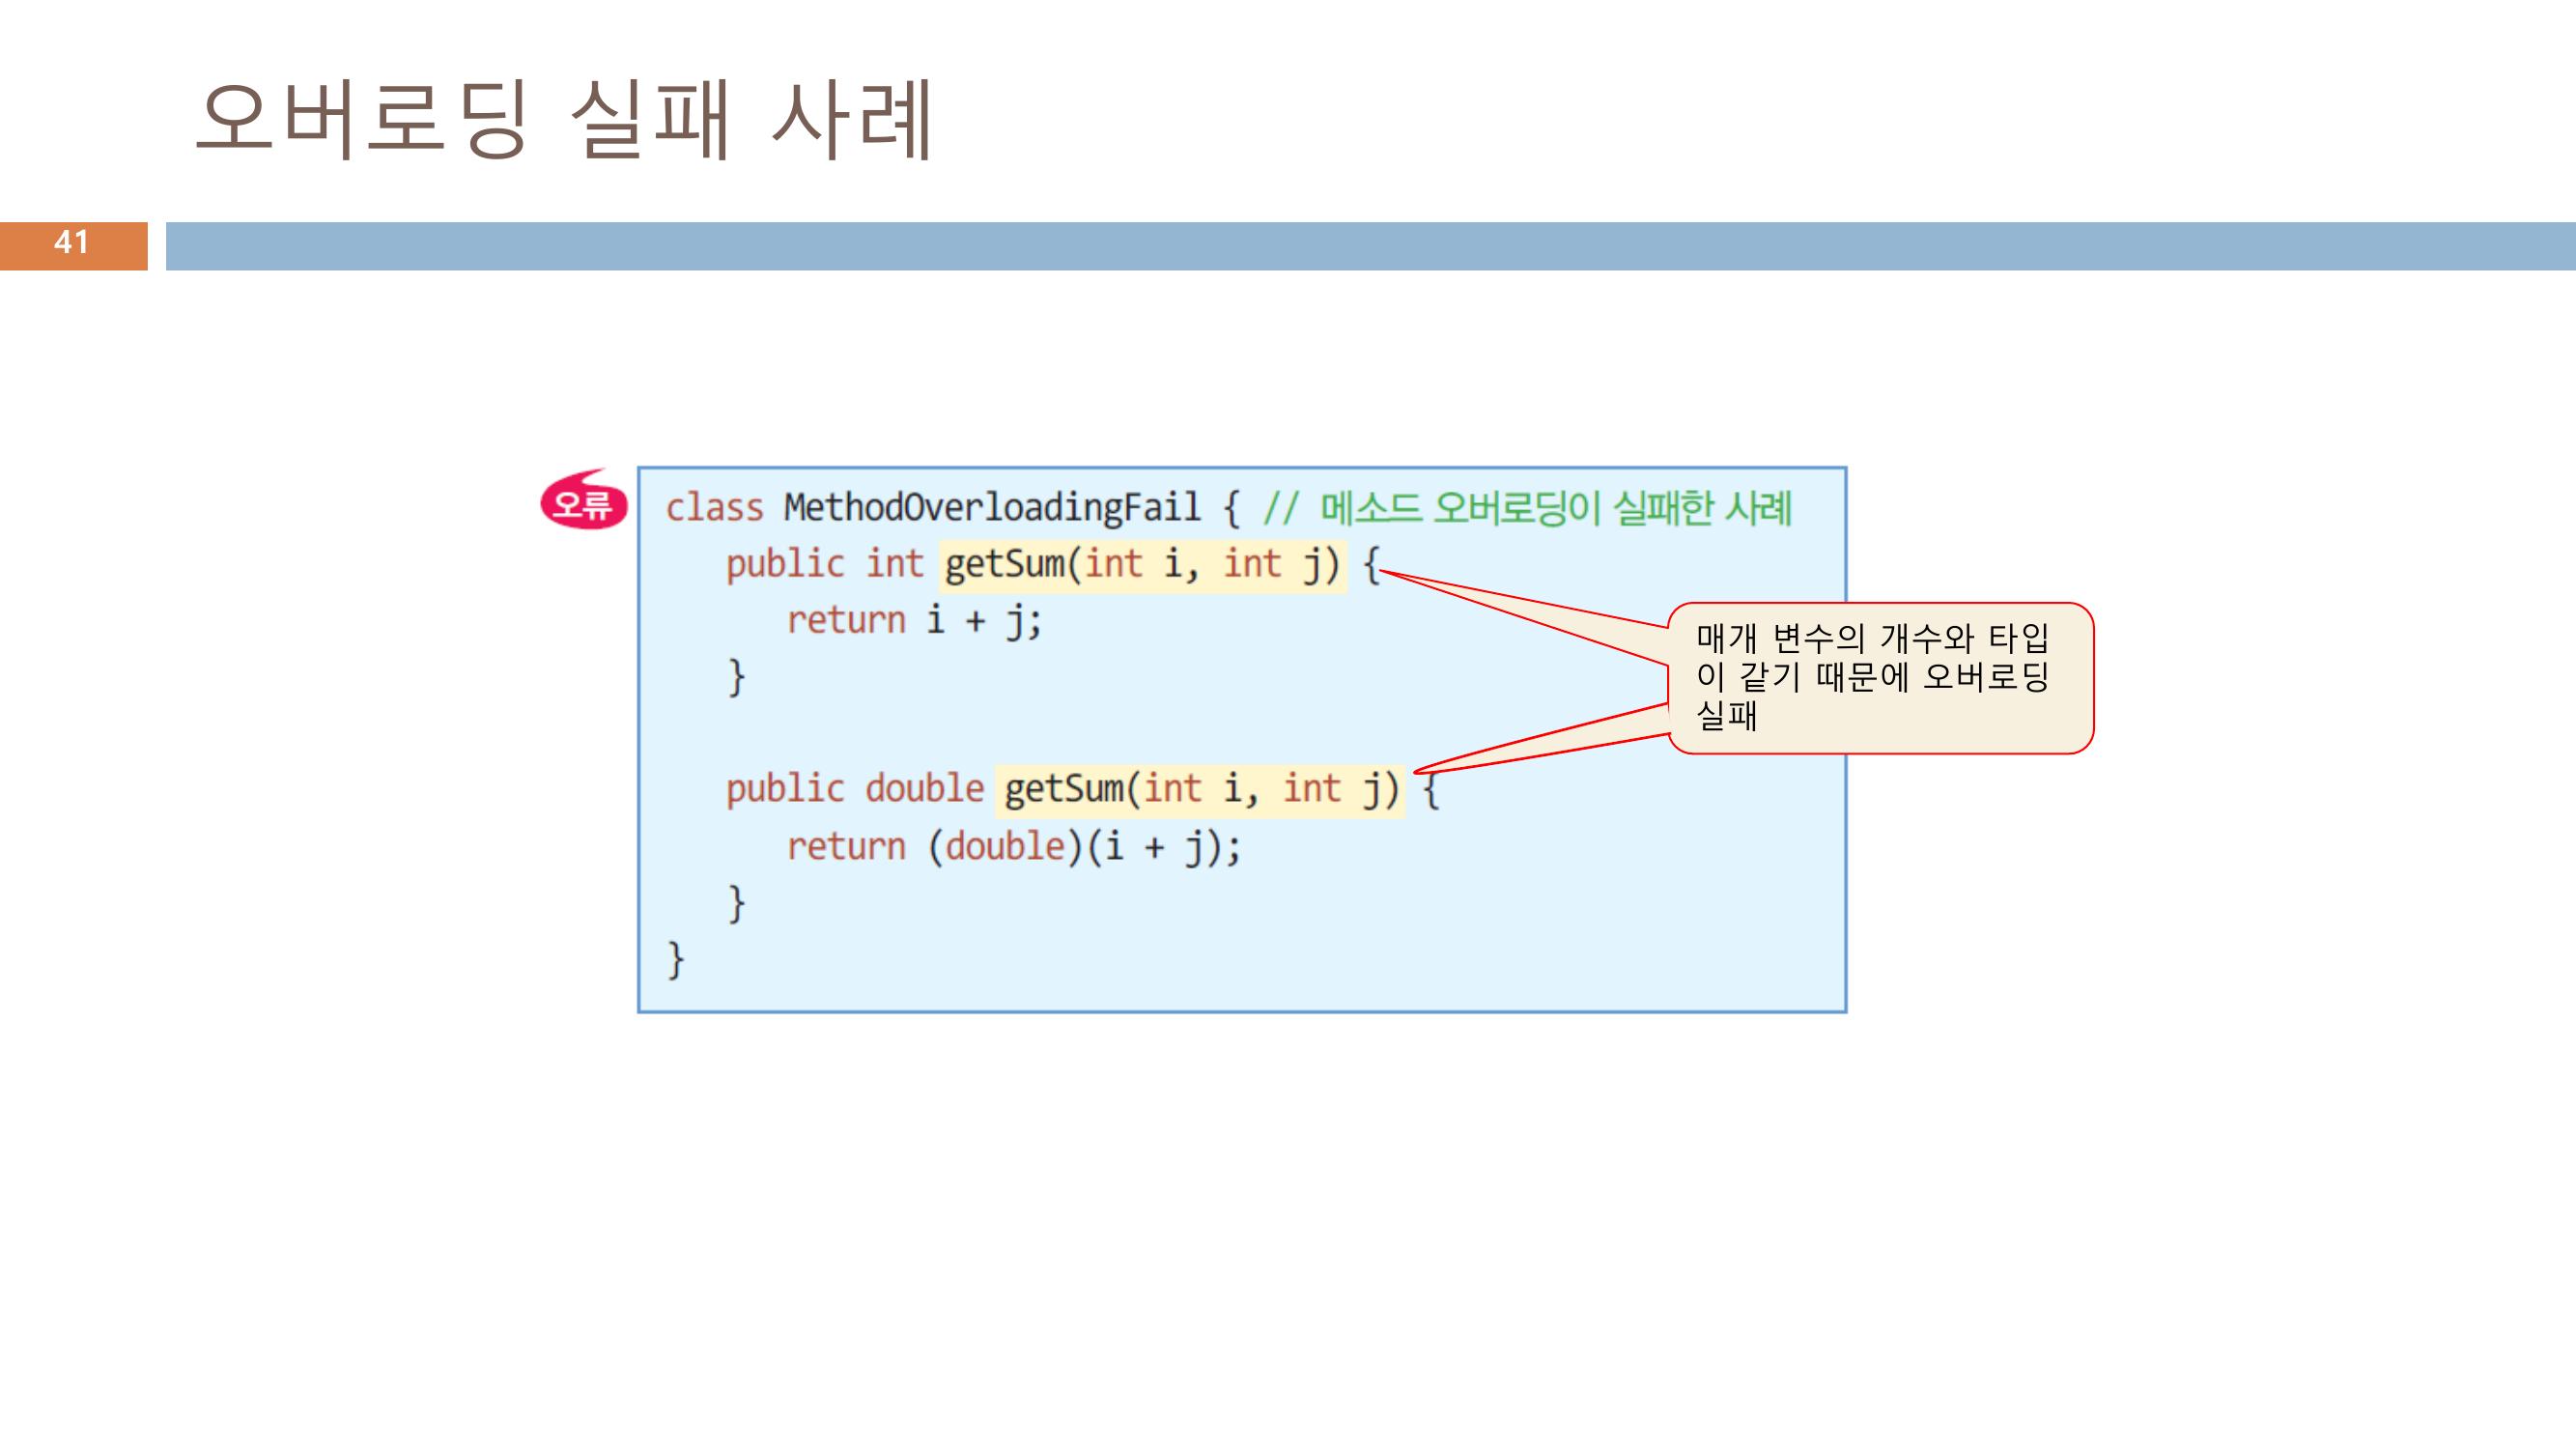 오버로딩 실패 사례
41
오류
class MethodOverloadingFail { // 메소드 오버로딩이 실패한 사례
public int getSum(int i, int j) {
return i + j;
}
public double getSum(int i, int j) {
return (double)(i + j);
}
}
매개 변수의 개수와 타입
이 같기 때문에 오버로딩
실패